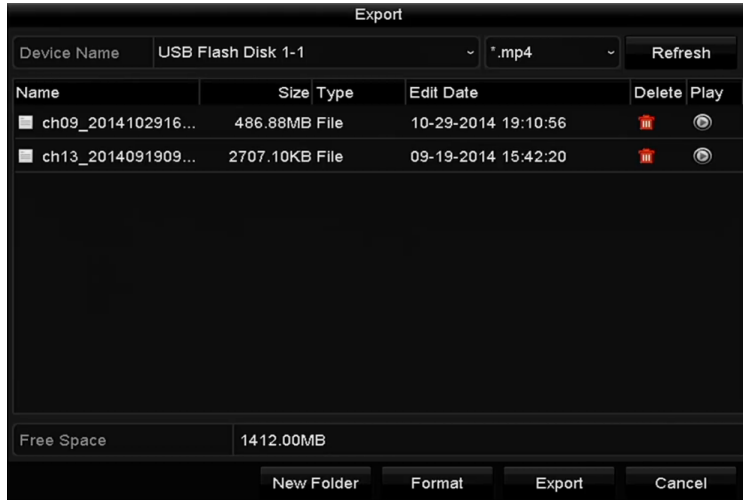 Export
Device Name USB Flash Disk 1-1 *.mp4 Refresh
Name Size Type Edit Date Delete Play
ch09_2014102916... 486.88MB File 10-29-2014 19:10:56
ch13_2014091909... 2707.10KB File 09-19-2014 15:42:20
Free Space 1412.00MB
New Folder Format Export Cancel